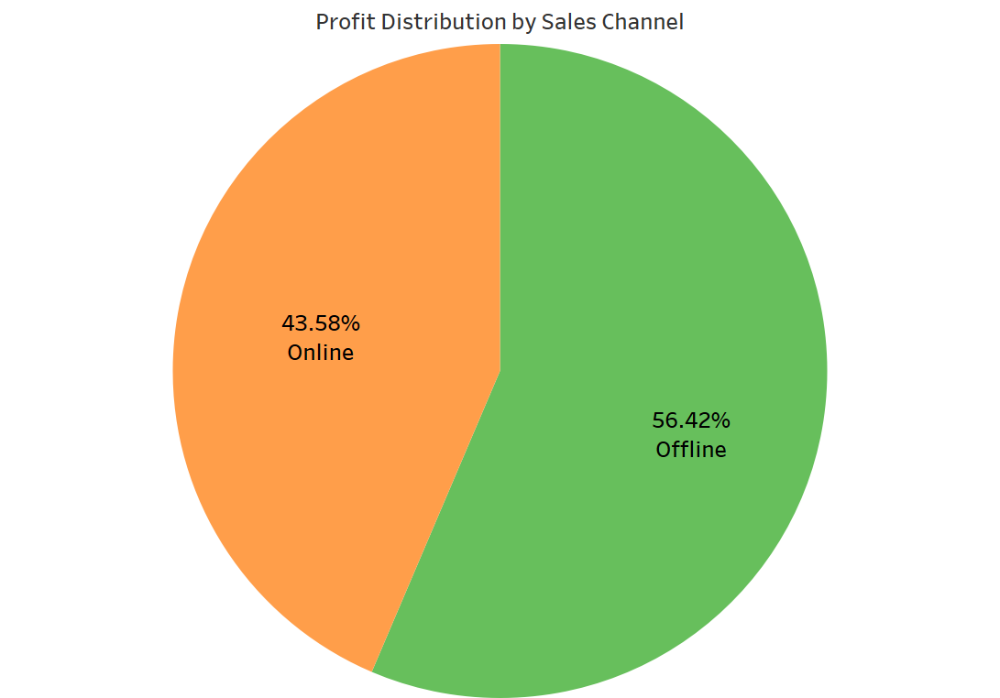 Profit Distribution by Sales Channel
43.58%
Online
56.42%
Offline